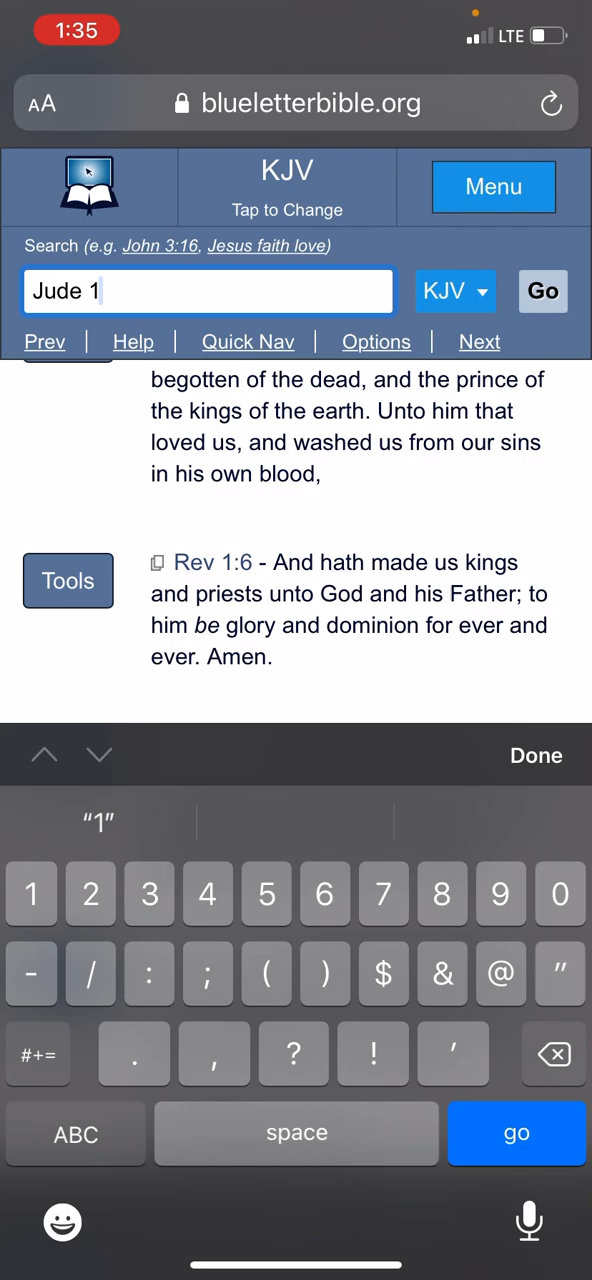 1:35
LTE
AA
blueletterbible.org
KJV
Tap to Change
Menu
Search (e.g. John 3:16, Jesus faith love)
Jude 1
KJV
Go
Prev | Help | Quick Nav | Options | Next
begotten of the dead, and the prince of
the kings of the earth. Unto him that
loved us, and washed us from our sins
in his own blood,
Tools
Rev 1:6 - And hath made us kings
and priests unto God and his Father; to
him be glory and dominion for ever and
ever. Amen.
Done
“1”
1 2 3 4 5 6 7 8 9 0
- / : ; ( ) $ & @ "
#+= . , ? ! '
ABC space go